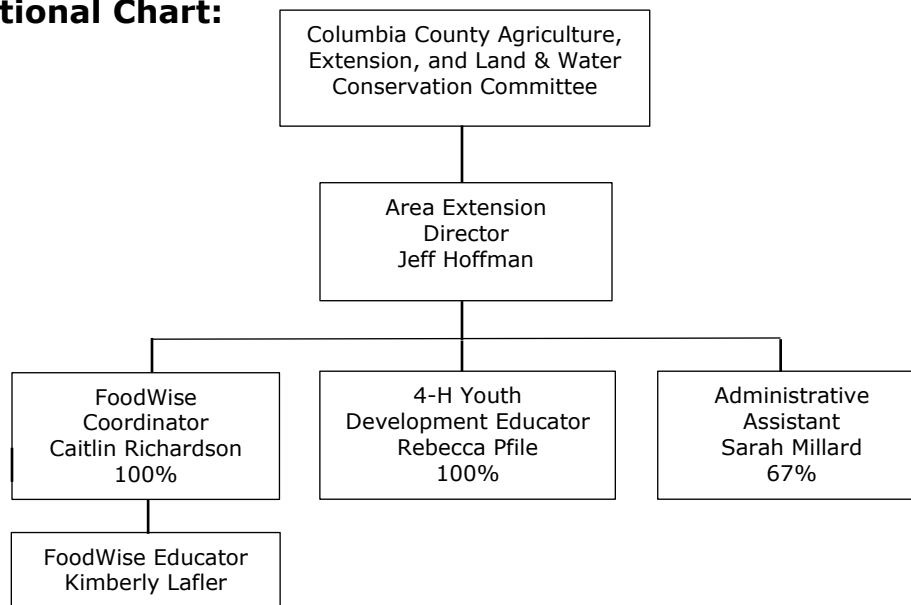 tional Chart:
Columbia County Agriculture,
Extension, and Land & Water
Conservation Committee
Area Extension
Director
Jeff Hoffman
FoodWise
Coordinator
Caitlin Richardson
100%
4-H Youth
Development Educator
Rebecca Pfile
100%
Administrative
Assistant
Sarah Millard
67%
FoodWise Educator
Kimberly Lafler